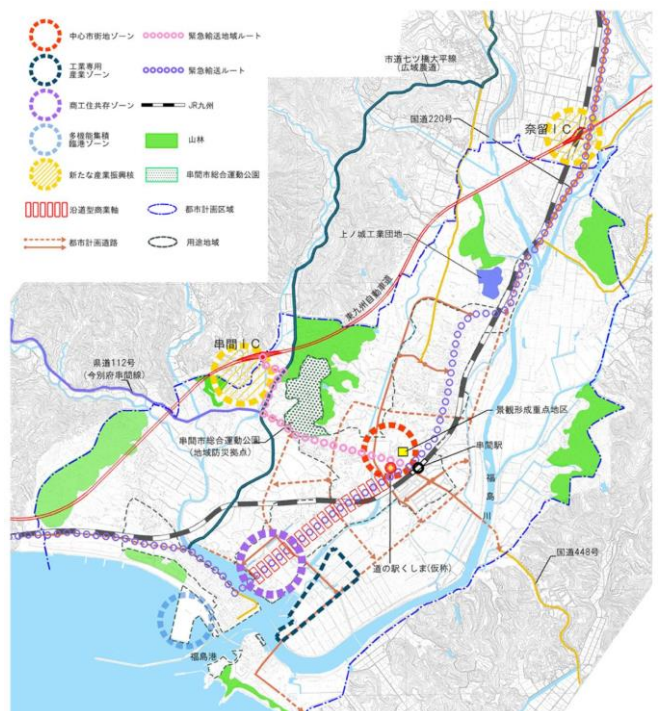 中心市街地ゾーン
緊急輸送地域ルート
工業専用
産業ゾーン
緊急輸送ルート
商工住共存ゾーン
JR九州
多機能集積
臨港ゾーン
山林
新たな産業振興核
串間市総合運動公園
沿道型商業軸
都市計画区域
都市計画道路
用途地域
市道七ツ橋大平線
(広域農道)
奈留IC
国道220号
上ノ城工業団地
東九州自動車道
串間IC
県道112号
(今別府串間線)
景観形成重点地区
串間市総合運動公園
(地域防災拠点)
串間駅
福島川
道の駅くしま(仮称)
国道448号
福島港